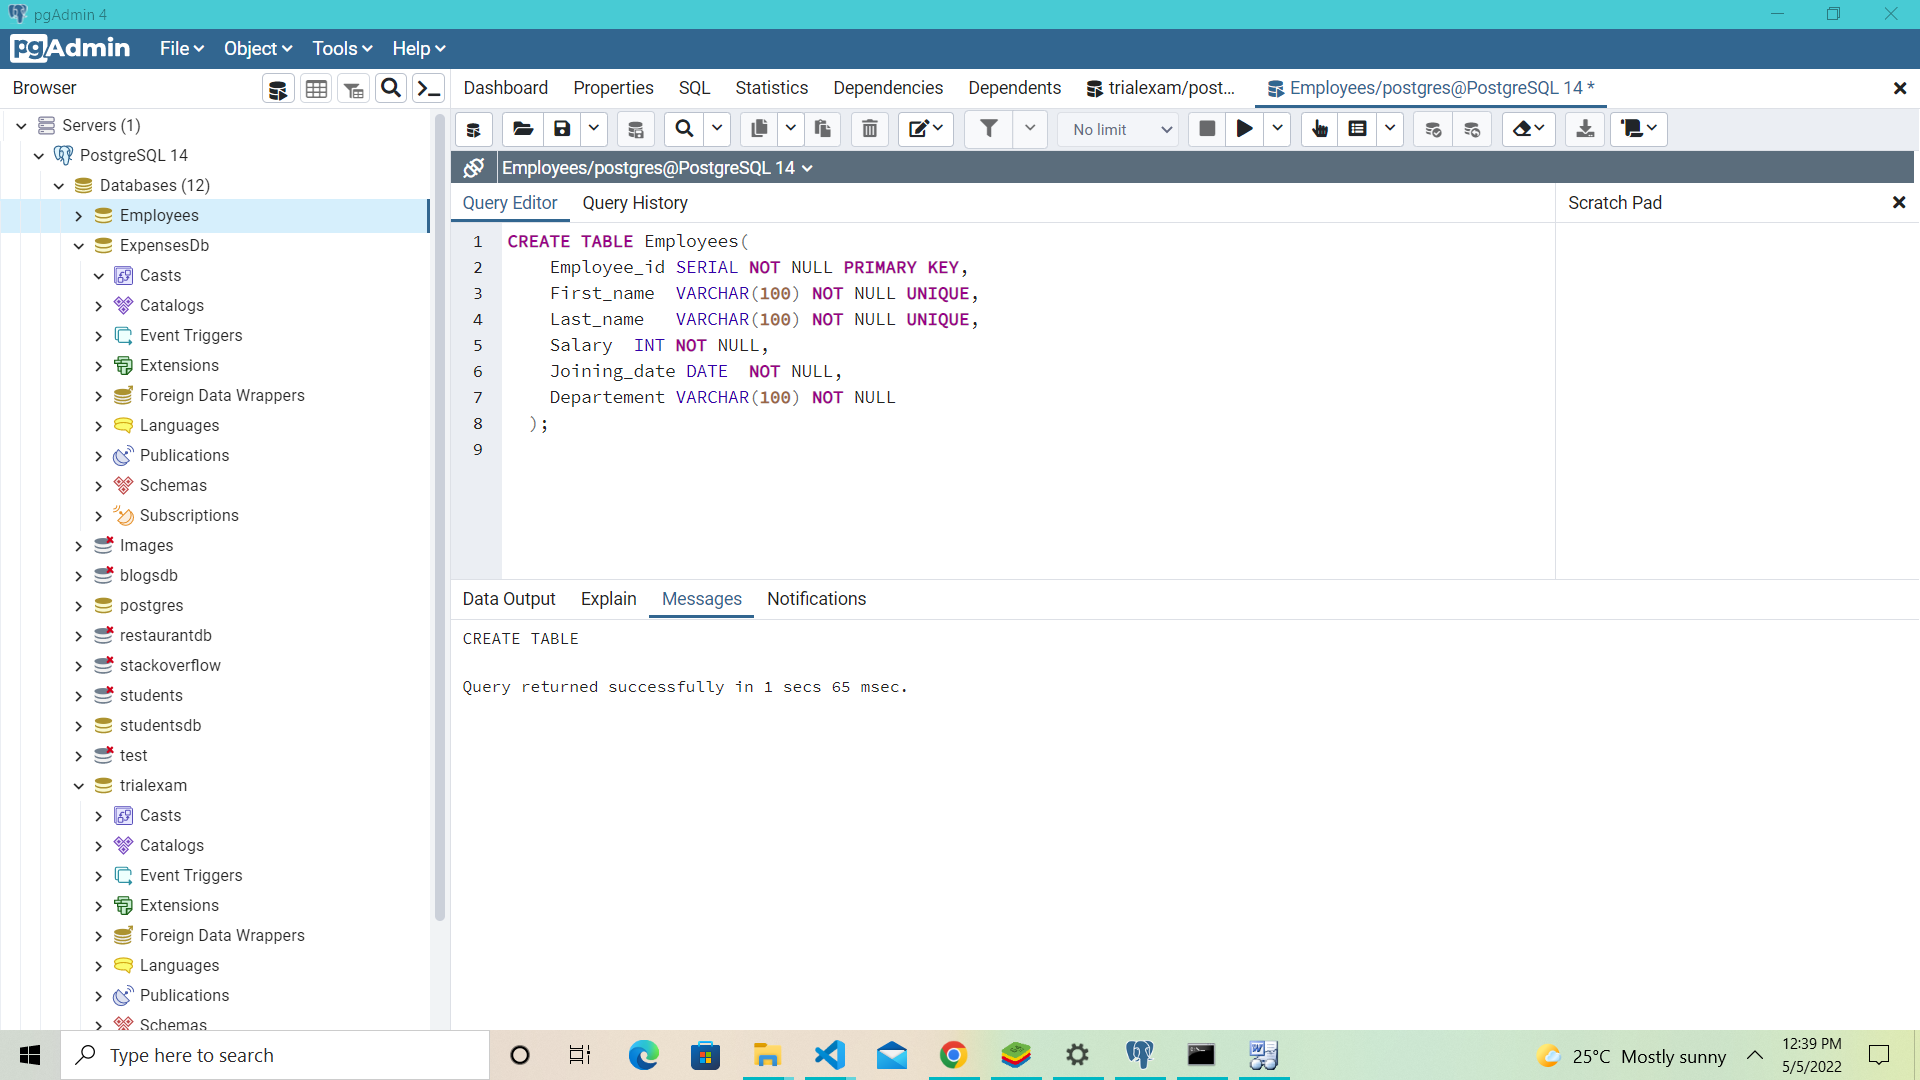 pgAdmin 4
pgAdmin File Object Tools Help
Browser
Dashboard Properties SQL Statistics Dependencies Dependents trialexam/post... Employees/postgres@PostgreSQL 14 *
No limit
Servers (1)
PostgreSQL 14
Databases (12)
Employees
ExpensesDb
Casts
Catalogs
Event Triggers
Extensions
Foreign Data Wrappers
Languages
Publications
Schemas
Subscriptions
Images
blogsdb
postgres
restaurantdb
stackoverflow
students
studentsdb
test
trialexam
Casts
Catalogs
Event Triggers
Extensions
Foreign Data Wrappers
Languages
Publications
Schemas
Employees/postgres@PostgreSQL 14
Query Editor Query History
Scratch Pad
1 CREATE TABLE Employees(
2 Employee_id SERIAL NOT NULL PRIMARY KEY,
3 First_name VARCHAR(100) NOT NULL UNIQUE,
4 Last_name VARCHAR(100) NOT NULL UNIQUE,
5 Salary INT NOT NULL,
6 Joining_date DATE NOT NULL,
7 Departement VARCHAR(100) NOT NULL
8 );
9
Data Output Explain Messages Notifications
CREATE TABLE
Query returned successfully in 1 secs 65 msec.
Type here to search
25°C Mostly sunny
12:39 PM
5/5/2022